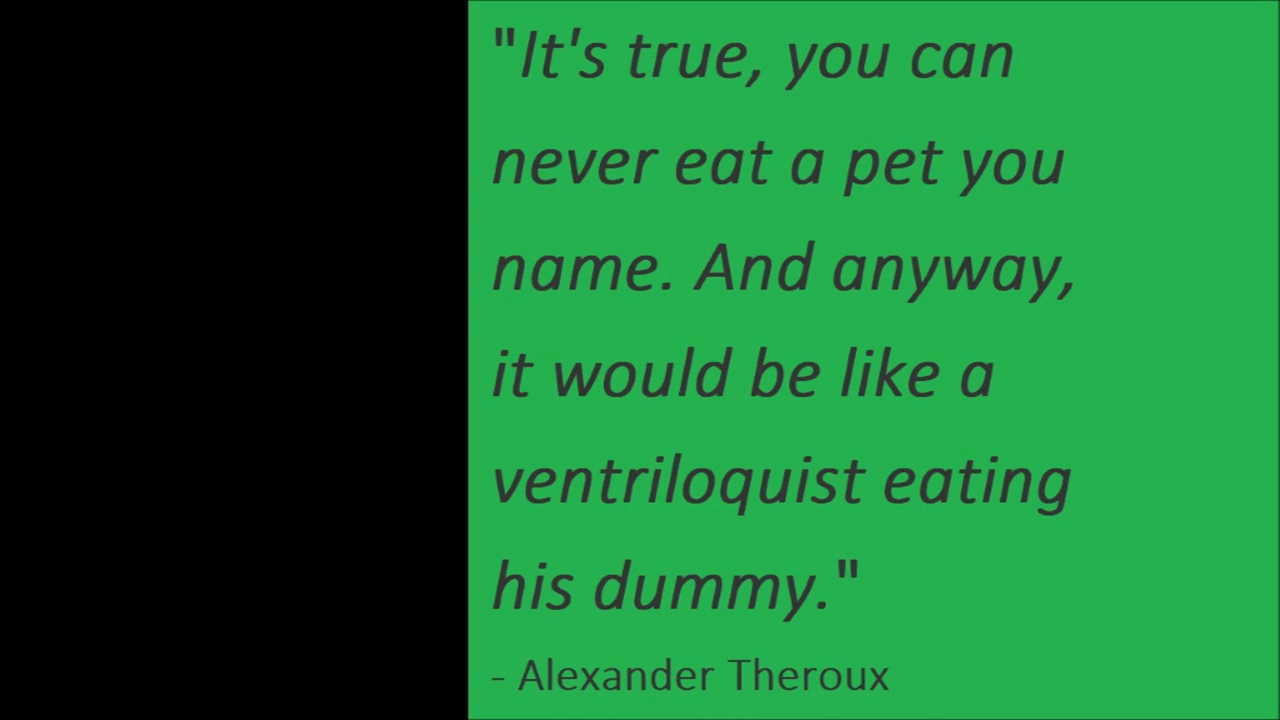 "It's true, you can
never eat a pet you
name. And anyway,
it would be like a
ventriloquist eating
his dummy."
- Alexander Theroux